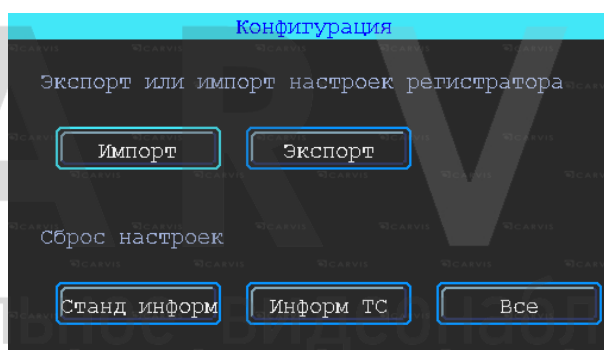 Конфигурация
Экспорт или импорт настроек регистратора
Импорт Экспорт
Сброс настроек
Станд информ Информ ТС Все